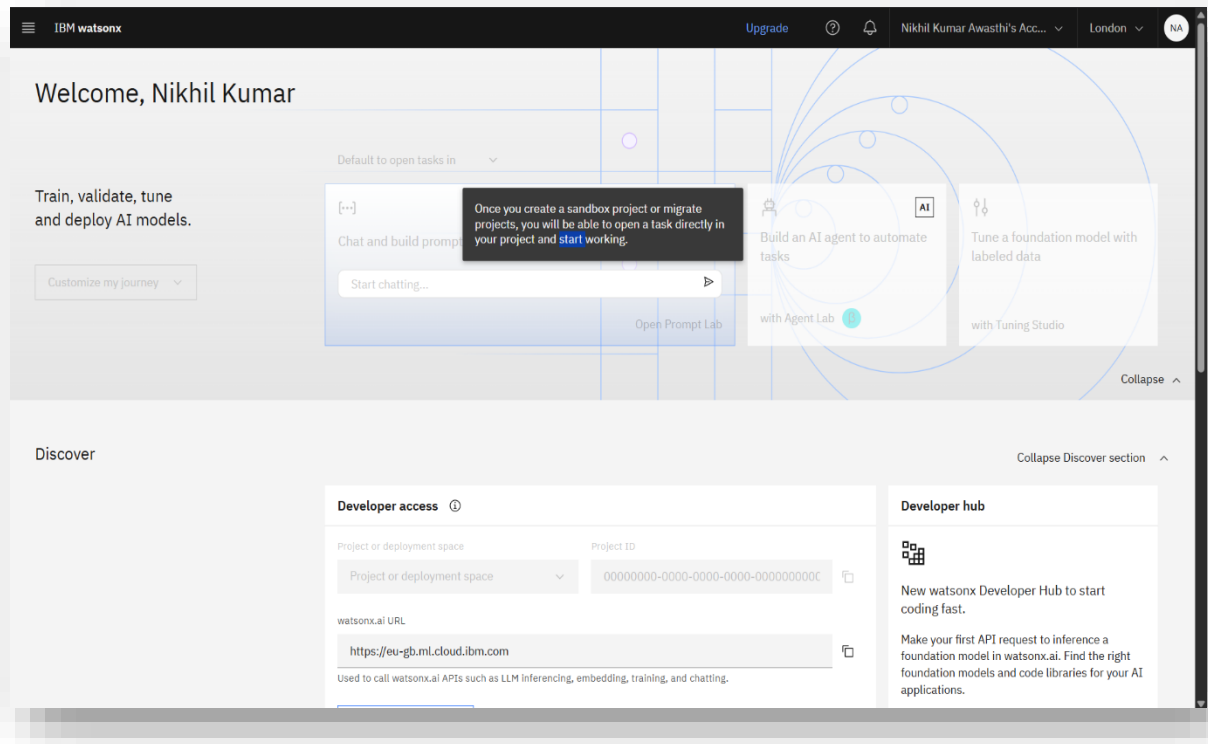 IBM watsonx
Upgrade
Nikhil Kumar Awasthi's Acc...
London
NA
Welcome, Nikhil Kumar
Train, validate, tune
and deploy AI models.
Customize my journey
Default to open tasks in
[...]
Chat and build prompt
Once you create a sandbox project or migrate
projects, you will be able to open a task directly in
your project and start working.
Start chatting...
Open Prompt Lab
AI
Build an AI agent to automate
tasks
with Agent Lab β
Tune a foundation model with
labeled data
with Tuning Studio
Collapse
Discover
Collapse Discover section
Developer access
Project or deployment space
Project or deployment space
Project ID
00000000-0000-0000-0000-000000000
watsonx.ai URL
https://eu-gb.ml.cloud.ibm.com
Used to call watsonx.ai APIs such as LLM inferencing, embedding, training, and chatting.
Developer hub
New watsonx Developer Hub to start
coding fast.
Make your first API request to inference a
foundation model in watsonx.ai. Find the right
foundation models and code libraries for your AI
applications.